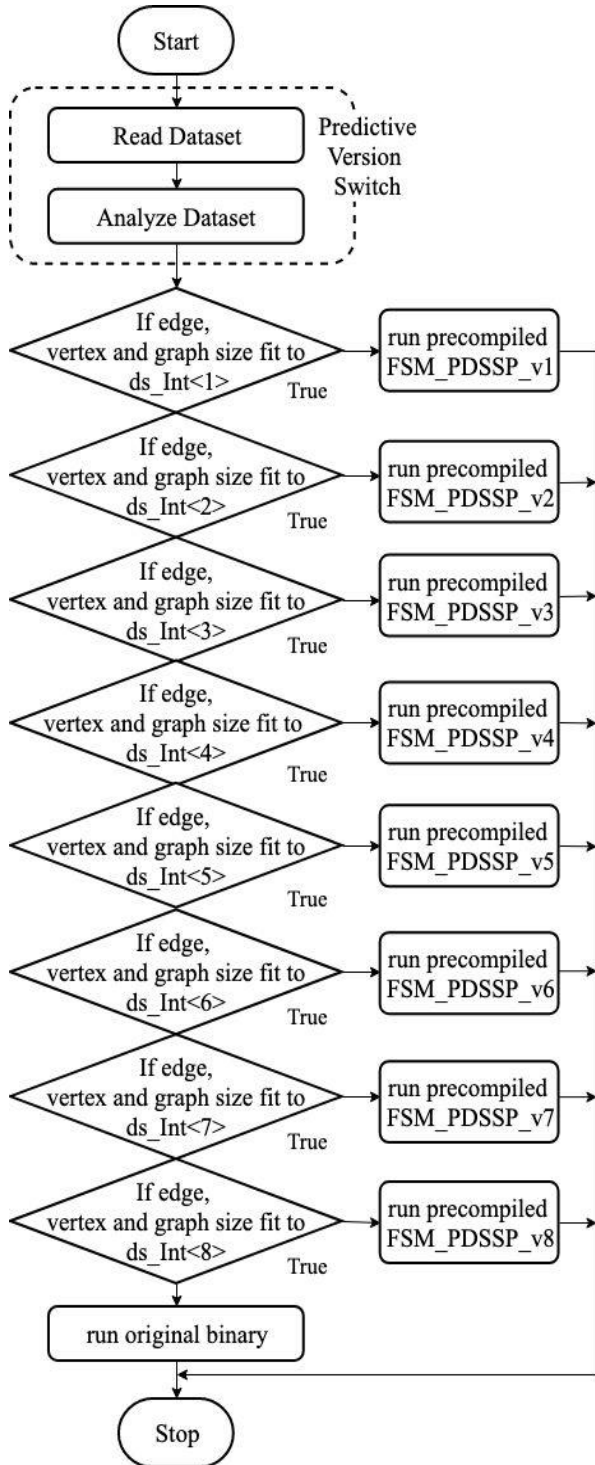 Start
Read Dataset
Predictive
Version
Switch
Analyze Dataset
If edge,
vertex and graph size fit to
ds_Int<1>
True
run precompiled
FSM_PDSSP_v1
If edge,
vertex and graph size fit to
ds_Int<2>
True
run precompiled
FSM_PDSSP_v2
If edge,
vertex and graph size fit to
ds_Int<3>
True
run precompiled
FSM_PDSSP_v3
If edge,
vertex and graph size fit to
ds_Int<4>
True
run precompiled
FSM_PDSSP_v4
If edge,
vertex and graph size fit to
ds_Int<5>
True
run precompiled
FSM_PDSSP_v5
If edge,
vertex and graph size fit to
ds_Int<6>
True
run precompiled
FSM_PDSSP_v6
If edge,
vertex and graph size fit to
ds_Int<7>
True
run precompiled
FSM_PDSSP_v7
If edge,
vertex and graph size fit to
ds_Int<8>
True
run precompiled
FSM_PDSSP_v8
run original binary
Stop